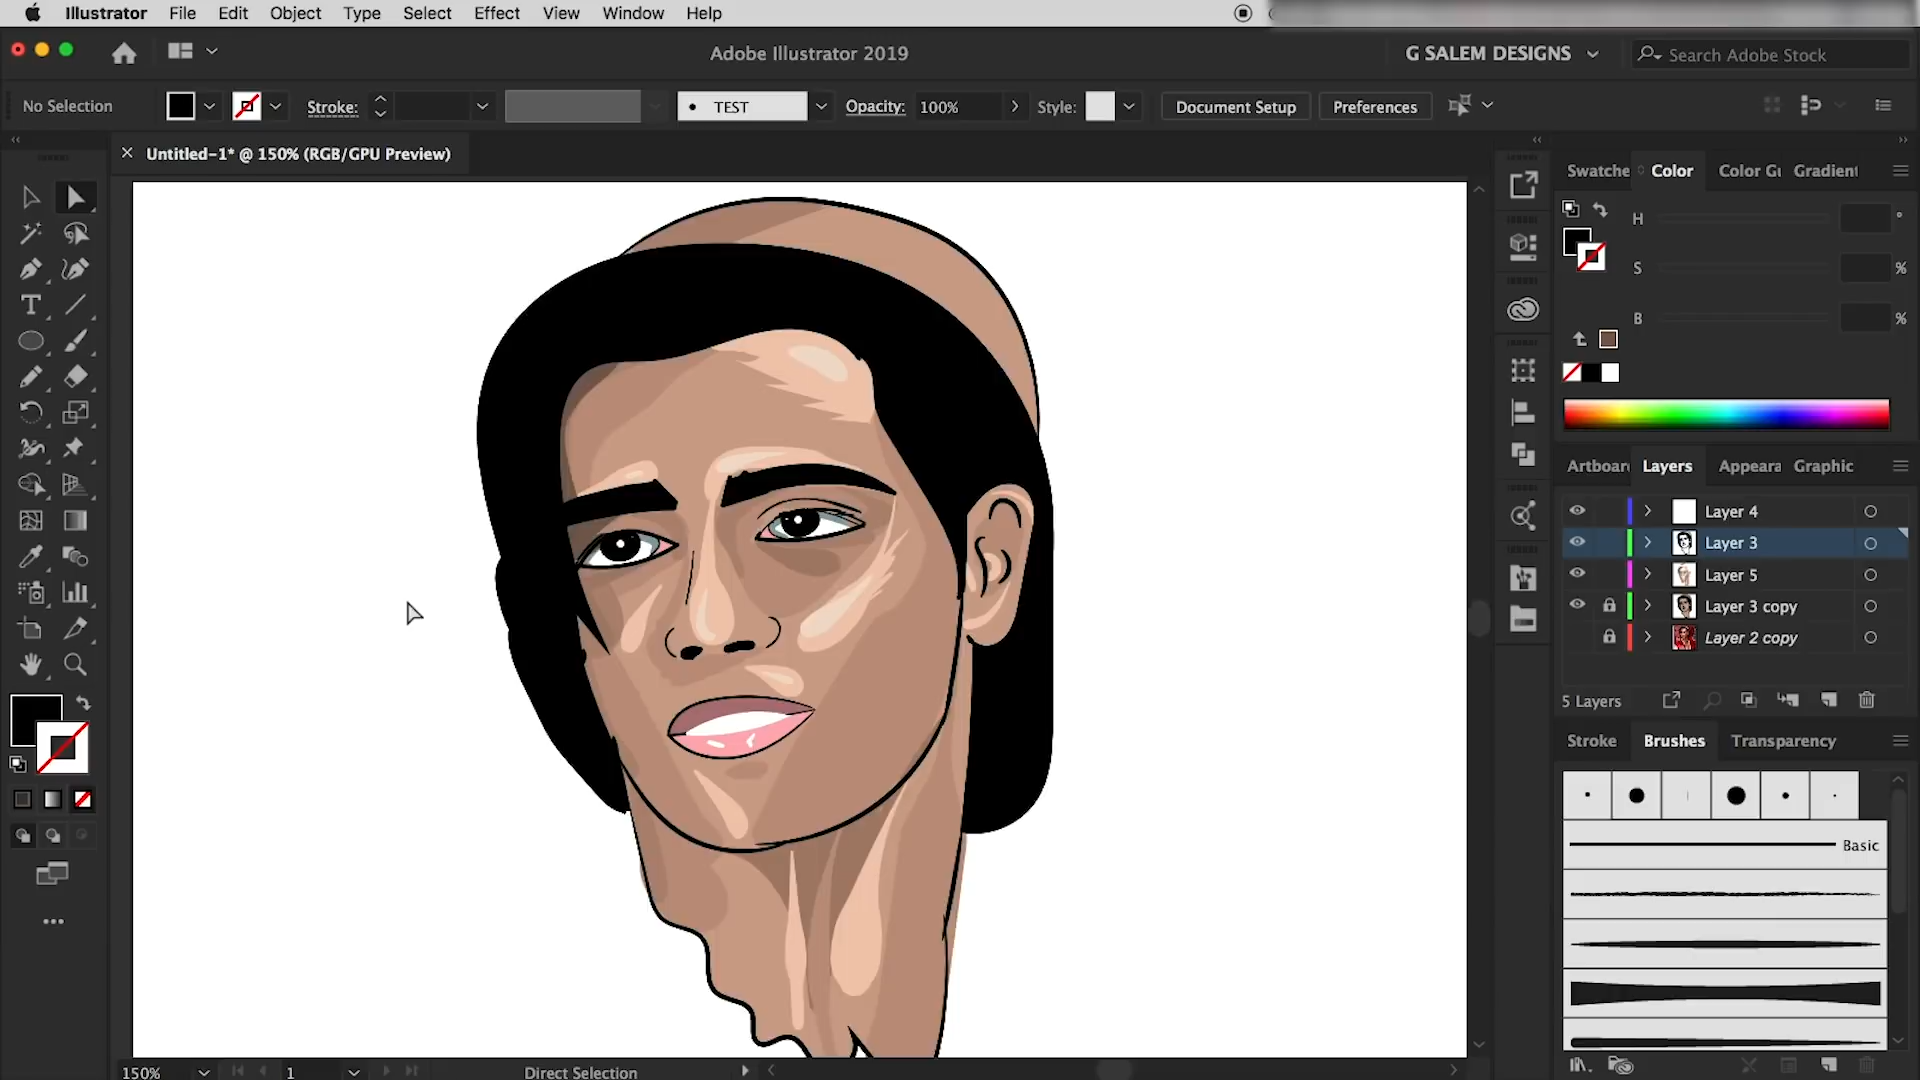 Illustrator File Edit Object Type Select Effect View Window Help
Adobe Illustrator 2019
G SALEM DESIGNS
Search Adobe Stock
No Selection
Stroke:
TEST
Opacity: 100%
Style:
Document Setup
Preferences
Untitled-1* @ 150% (RGB/GPU Preview)
Swatche Color Color Gu Gradient
H °
S %
B %
Artboar Layers Appeara Graphic
Layer 4
Layer 3
Layer 5
Layer 3 copy
Layer 2 copy
5 Layers
Stroke Brushes Transparency
Basic
150% 1 Direct Selection